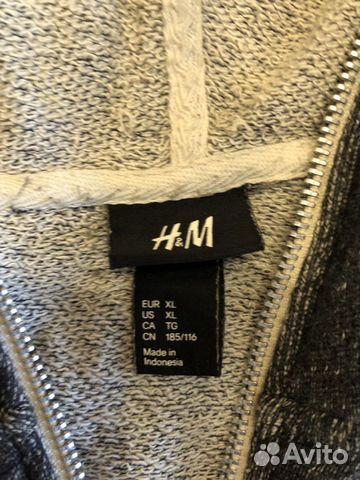 H&M
EUR XL
US XL
CA TG
CN 185/116
Made in
Indonesia
Avito